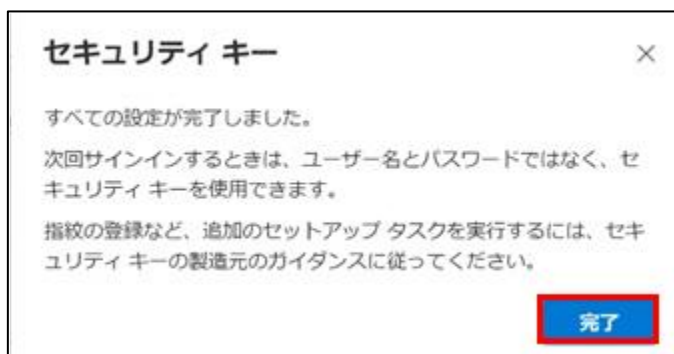 セキュリティ キー
すべての設定が完了しました。
次回サインインするときは、ユーザー名とパスワードではなく、セ
キュリティ キーを使用できます。
指紋の登録など、追加のセットアップ タスクを実行するには、セキ
ュリティ キーの製造元のガイダンスに従ってください。
完了